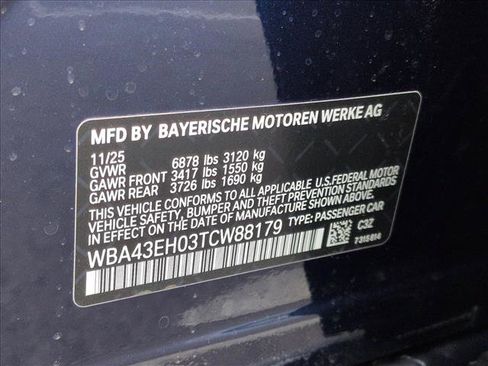 MFD BY BAYERISCHE MOTOREN WERKE AG
11/25
GVWR 6878 lbs 3120 kg
GAWR FRONT 3417 lbs 1550 kg
GAWR REAR 3726 lbs 1690 kg
THIS VEHICLE CONFORMS TO ALL APPLICABLE U.S.FEDERAL MOTOR
VEHICLE SAFETY, BUMPER AND THEFT PREVENTION STANDARDS
IN EFFECT ON THE DATE OF MANUFACTURE SHOWN ABOVE.
WBA43EH03TCW88179 TYPE: PASSENGER CAR
C3Z
7315814